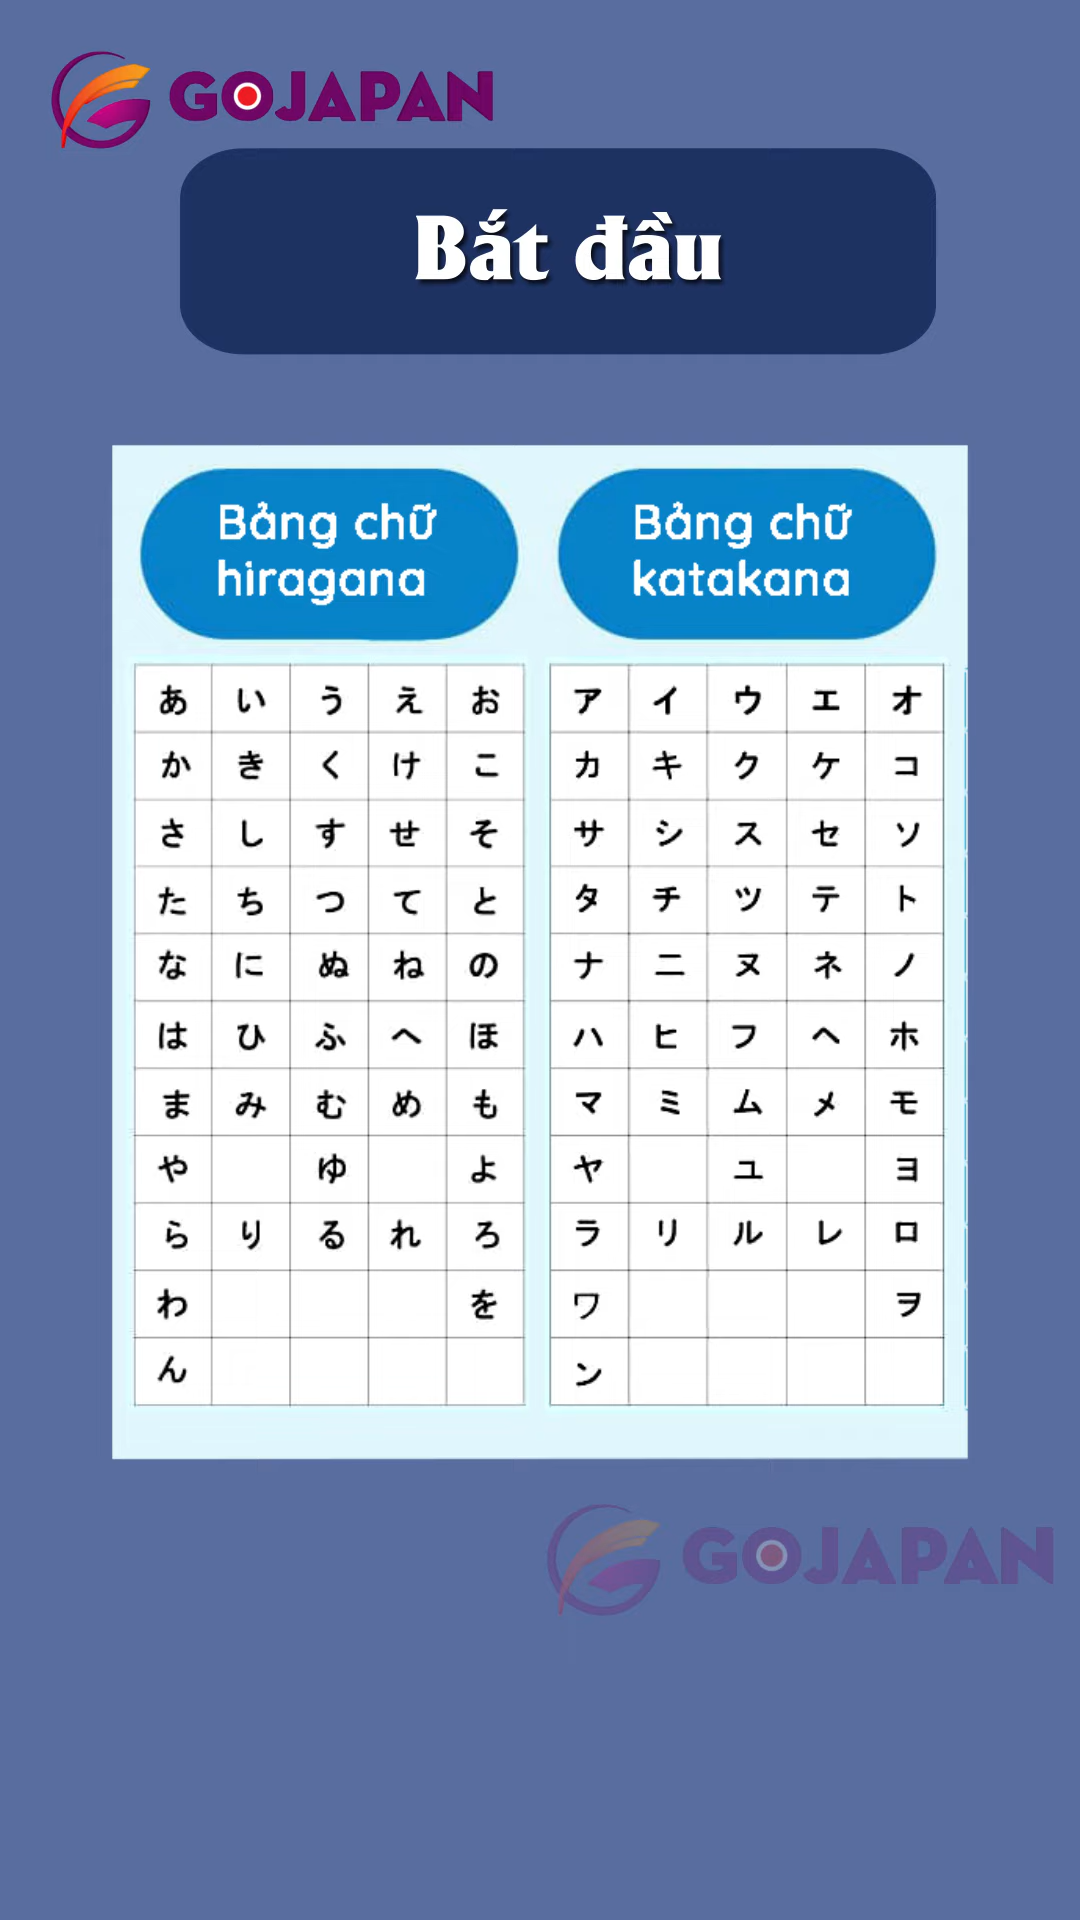 GOJAPAN
Bắt đầu
Bảng chữ
hiragana
あ い う え お
か き く け こ
さ し す せ そ
た ち つ て と
な に ぬ ね の
は ひ ふ へ ほ
ま み む め も
や ゆ よ
ら り る れ ろ
わ を
ん
Bảng chữ
katakana
ア イ ウ エ オ
カ キ ク ケ コ
サ シ ス セ ソ
タ チ ツ テ ト
ナ ニ ヌ ネ ノ
ハ ヒ フ ヘ ホ
マ ミ ム メ モ
ヤ ユ ヨ
ラ リ ル レ ロ
ワ ヲ
ン
GOJAPAN